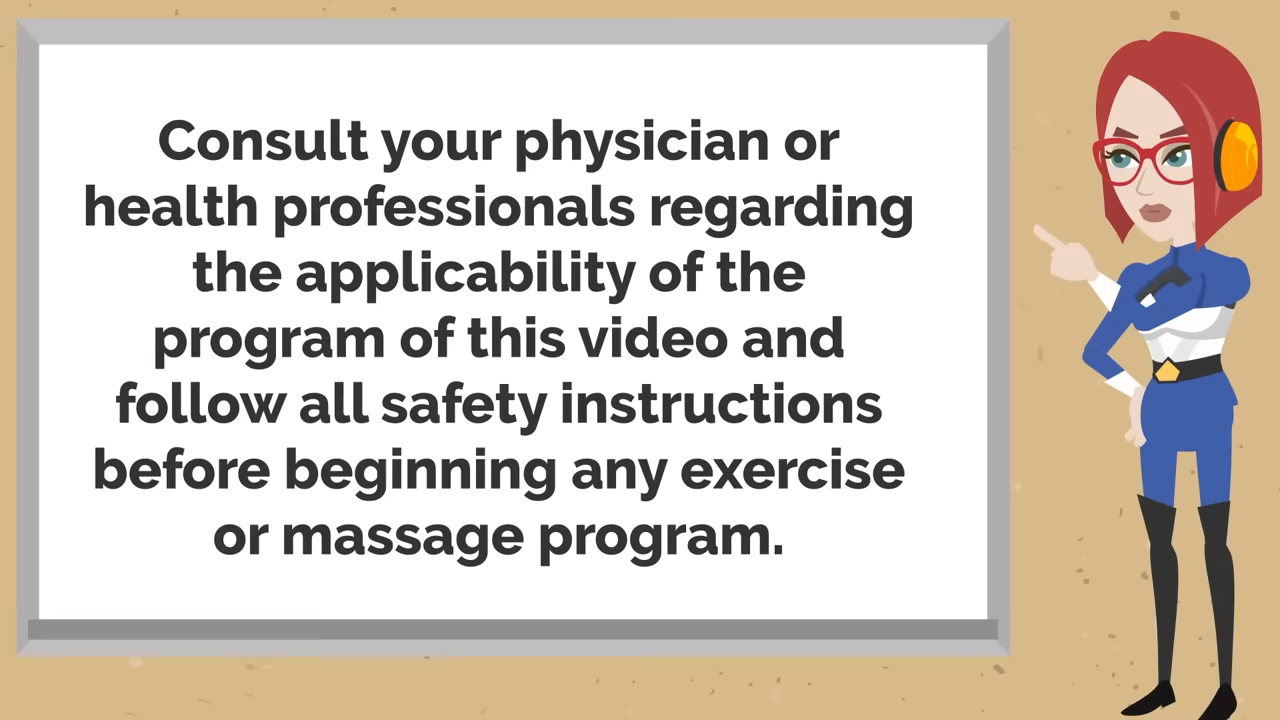 Consult your physician or
health professionals regarding
the applicability of the
program of this video and
follow all safety instructions
before beginning any exercise
or massage program.